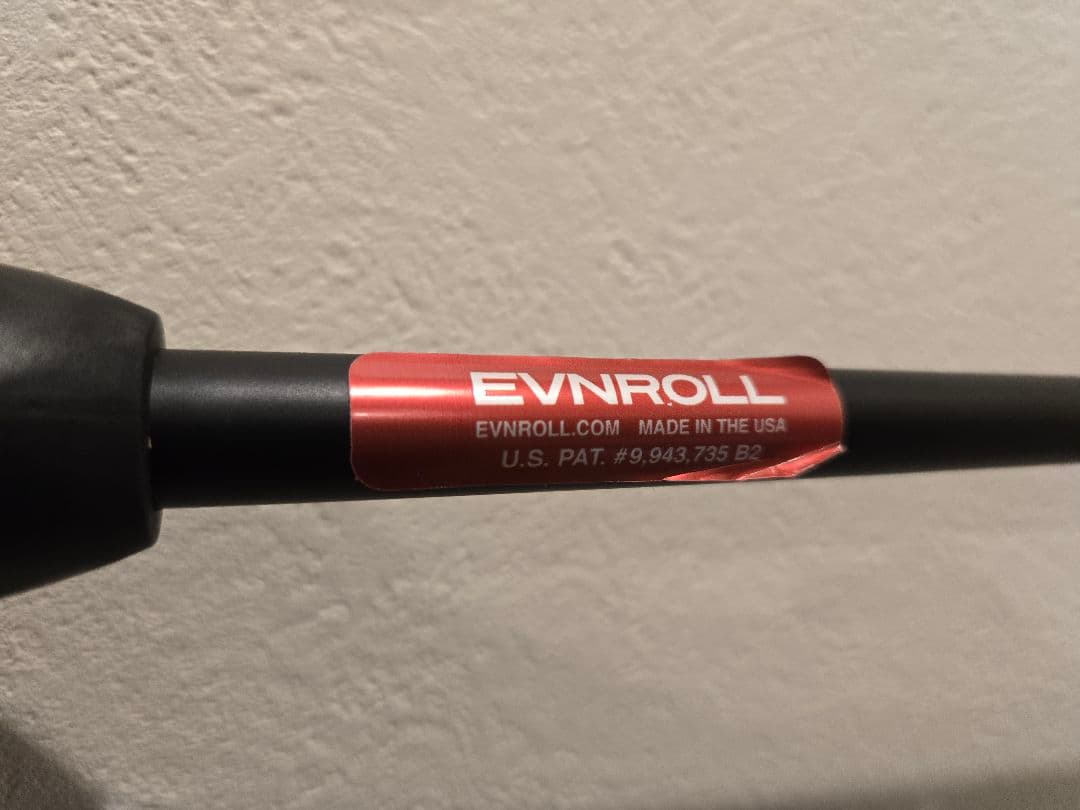 EVNROLL
EVNROLL.COM MADE IN THE USA
U.S. PAT. #9,943,735 B2